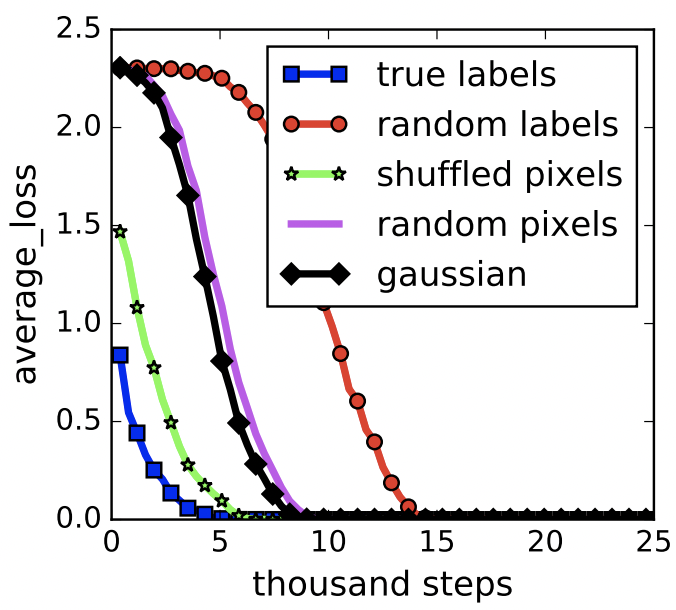 2.5
2.0
1.5
1.0
0.5
0.0
average_loss
true labels
random labels
shuffled pixels
random pixels
gaussian
0 5 10 15 20 25
thousand steps